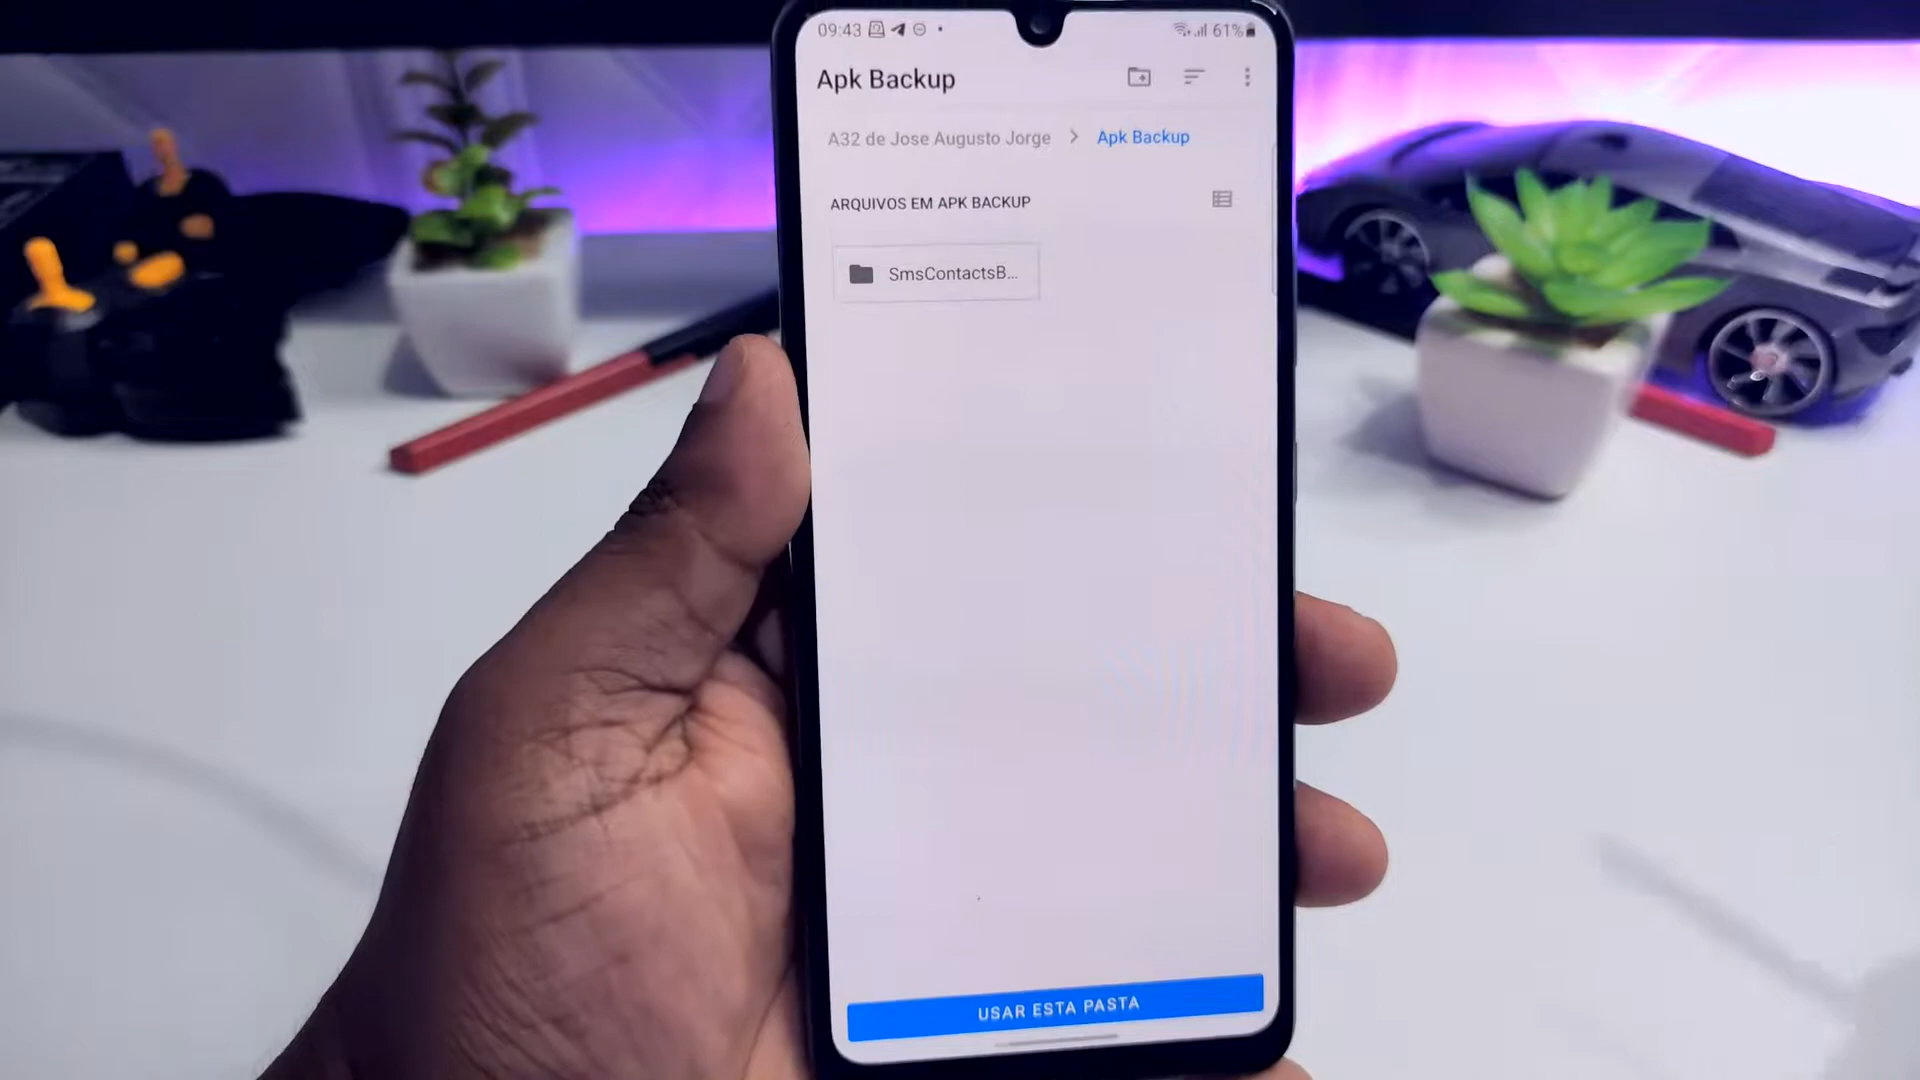 09:43
61%
Apk Backup
A32 de Jose Augusto Jorge > Apk Backup
ARQUIVOS EM APK BACKUP
SmsContactsB...
USAR ESTA PASTA